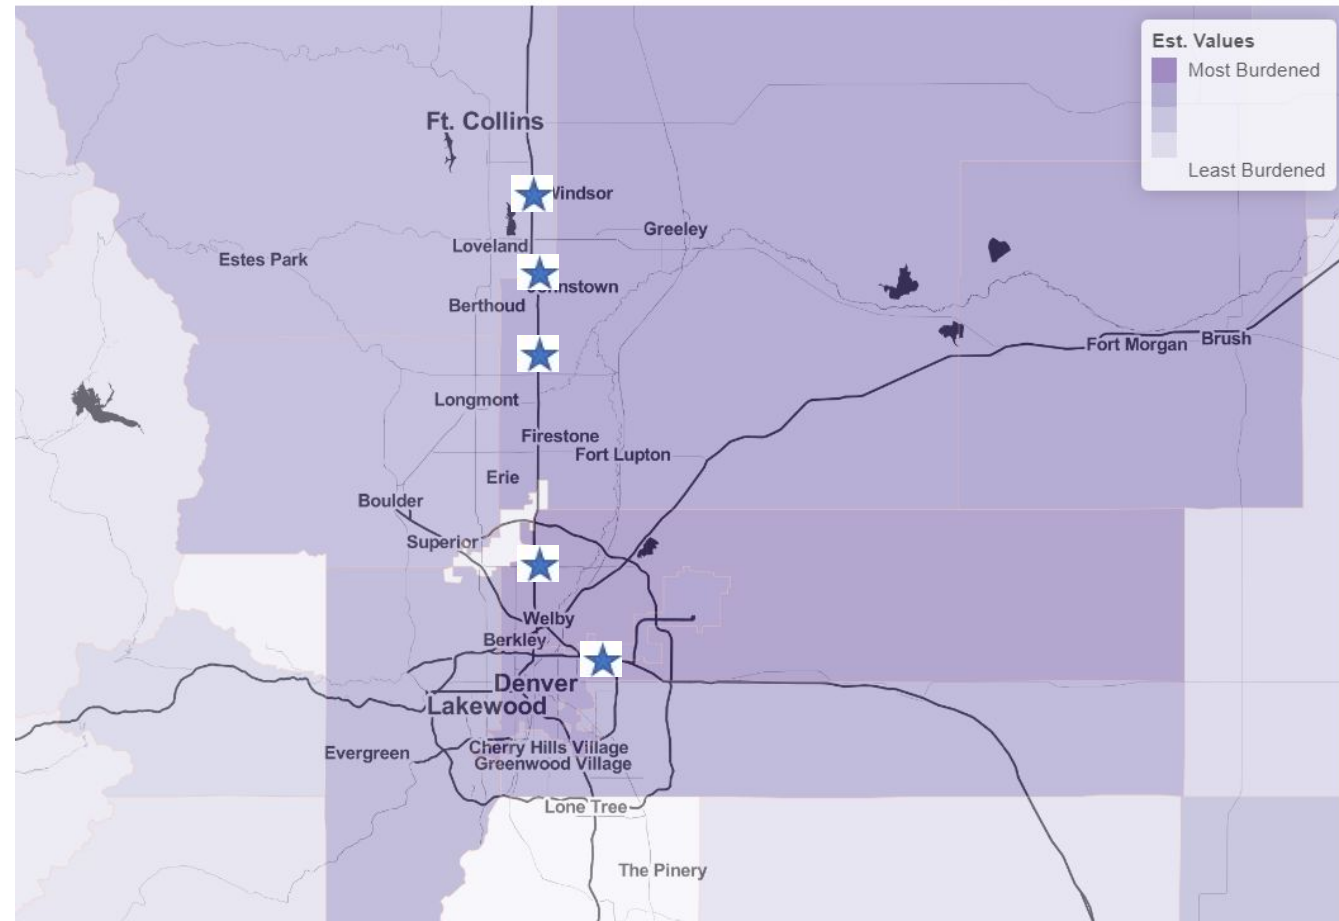 Est. Values
Most Burdened
Least Burdened
Ft. Collins
Windsor
Greeley
Loveland
Estes Park
Berthoud
Fort Morgan
Brush
Longmont
Firestone
Fort Lupton
Erie
Boulder
Superior
Welby
Berkley
Denver
Lakewood
Evergreen
Cherry Hills Village
Greenwood Village
Lone Tree
The Pinery